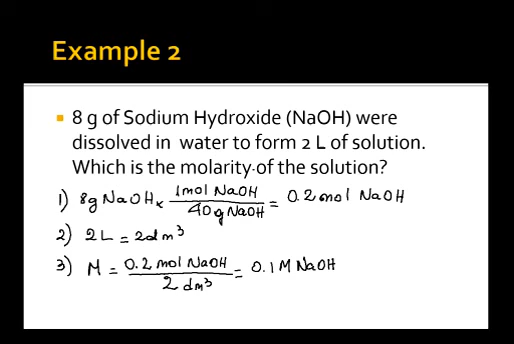 Example 2
8 g of Sodium Hydroxide (NaOH) were
dissolved in water to form 2 L of solution.
Which is the molarity of the solution?
1) 8g NaOH x 1mol NaOH / 40g NaOH = 0.2 mol NaOH
2) 2L = 2dm³
3) M = 0.2 mol NaOH / 2 dm³ = 0.1 M NaOH